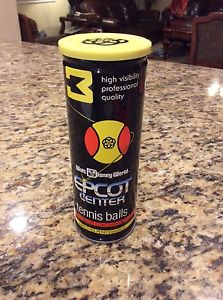 3
high visibility
professional
quality
Walt Disney World
EPCOT
CENTER
tennis balls